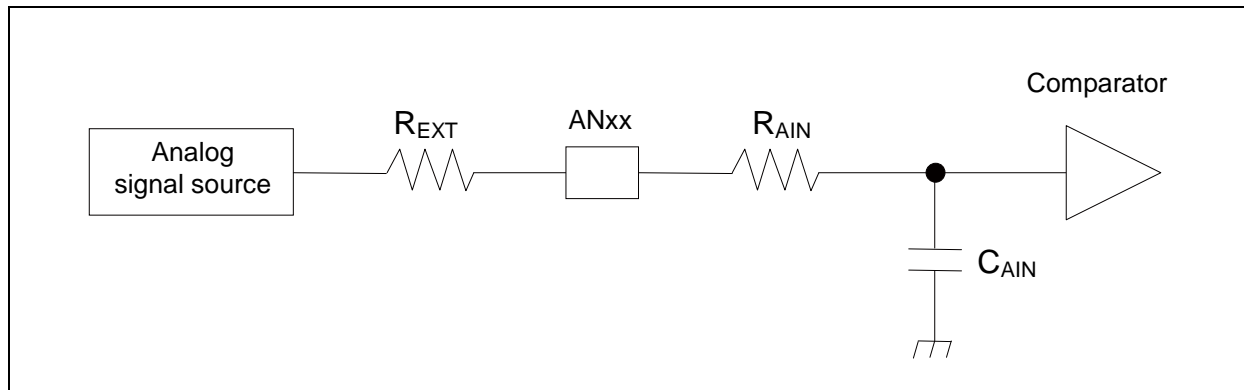 Comparator
R_EXT
ANxx
R_AIN
Analog
signal source
C_AIN